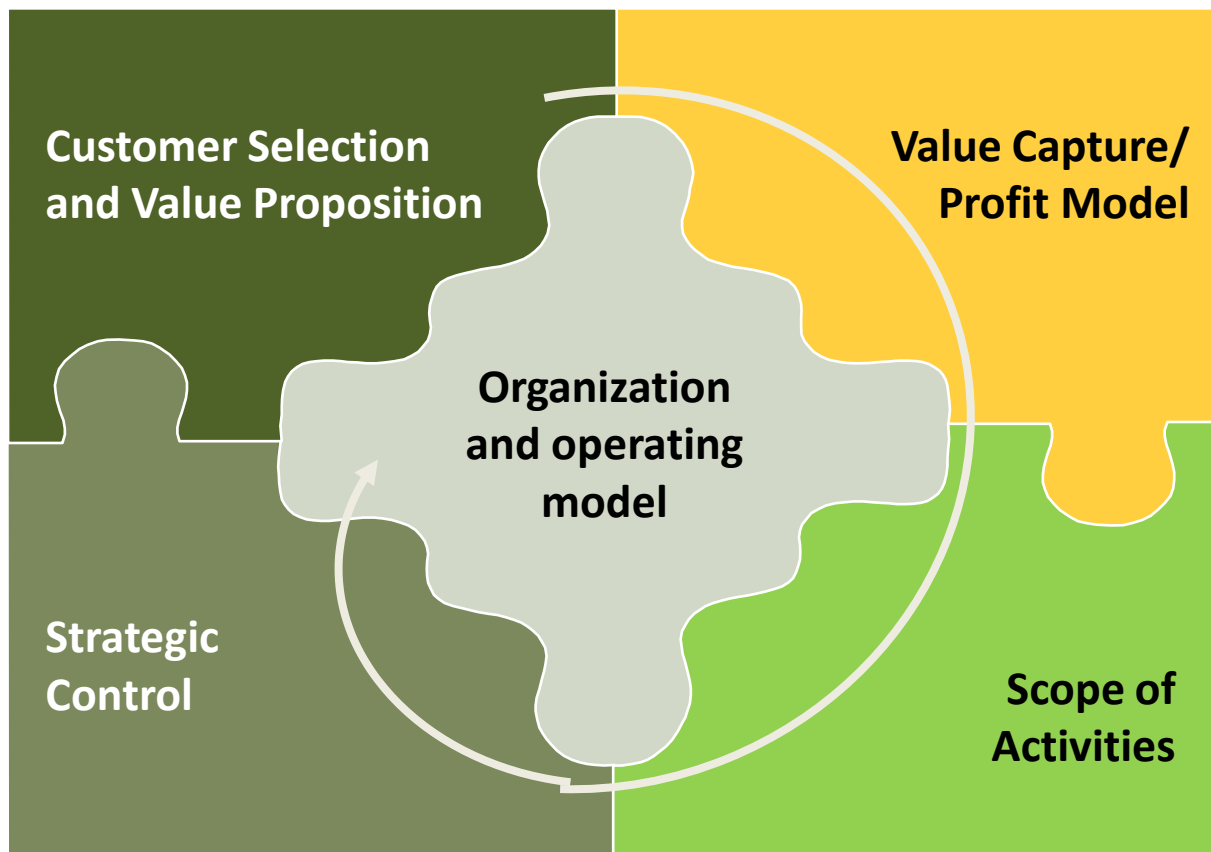 Customer Selection
and Value Proposition
Value Capture/
Profit Model
Organization
and operating
model
Strategic
Control
Scope of
Activities